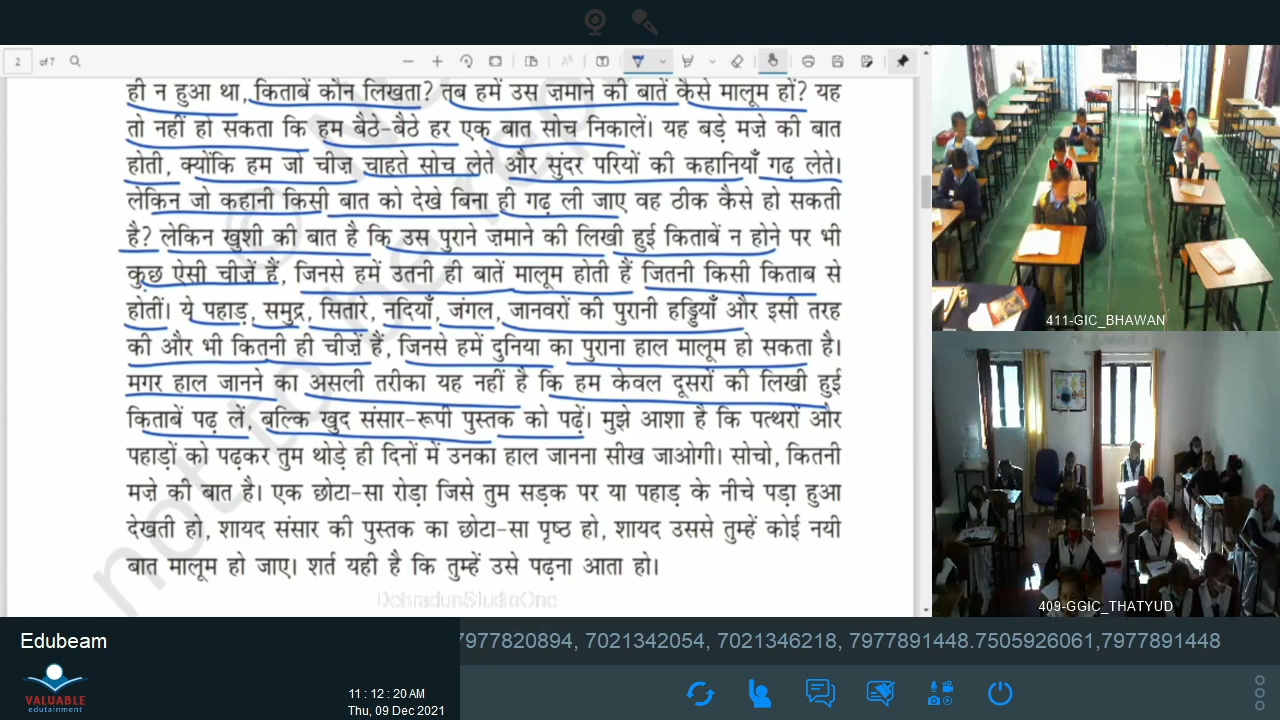 2 of 7
ही न हुआ था, किताबें कौन लिखता? तब हमें उस ज़माने की बातें कैसे मालूम हों? यह
तो नहीं हो सकता कि हम बैठे-बैठे हर एक बात सोच निकालें। यह बड़े मज़े की बात
होती, क्योंकि हम जो चीज़ चाहते सोच लेते और सुंदर परियों की कहानियाँ गढ़ लेते।
लेकिन जो कहानी किसी बात को देखे बिना ही गढ़ ली जाए वह ठीक कैसे हो सकती
है? लेकिन खुशी की बात है कि उस पुराने ज़माने की लिखी हुई किताबें न होने पर भी
कुछ ऐसी चीज़ें हैं, जिनसे हमें उतनी ही बातें मालूम होती हैं जितनी किसी किताब से
होतीं। ये पहाड़, समुद्र, सितारे, नदियाँ, जंगल, जानवरों की पुरानी हड्डियाँ और इसी तरह
की और भी कितनी ही चीज़ें हैं, जिनसे हमें दुनिया का पुराना हाल मालूम हो सकता है।
मगर हाल जानने का असली तरीका यह नहीं है कि हम केवल दूसरों की लिखी हुई
किताबें पढ़ लें, बल्कि खुद संसार-रूपी पुस्तक को पढ़ें। मुझे आशा है कि पत्थरों और
पहाड़ों को पढ़कर तुम थोड़े ही दिनों में उनका हाल जानना सीख जाओगी। सोचो, कितनी
मज़े की बात है। एक छोटा-सा रोड़ा जिसे तुम सड़क पर या पहाड़ के नीचे पड़ा हुआ
देखती हो, शायद संसार की पुस्तक का छोटा-सा पृष्ठ हो, शायद उससे तुम्हें कोई नयी
बात मालूम हो जाए। शर्त यही है कि तुम्हें उसे पढ़ना आता हो।
not to be re
DehradunStudioOne
411-GIC_BHAWAN
409-GGIC_THATYUD
Edubeam
7977820894, 7021342054, 7021346218, 7977891448.7505926061,7977891448
VALUABLE
edutainment
11 : 12 : 20 AM
Thu, 09 Dec 2021